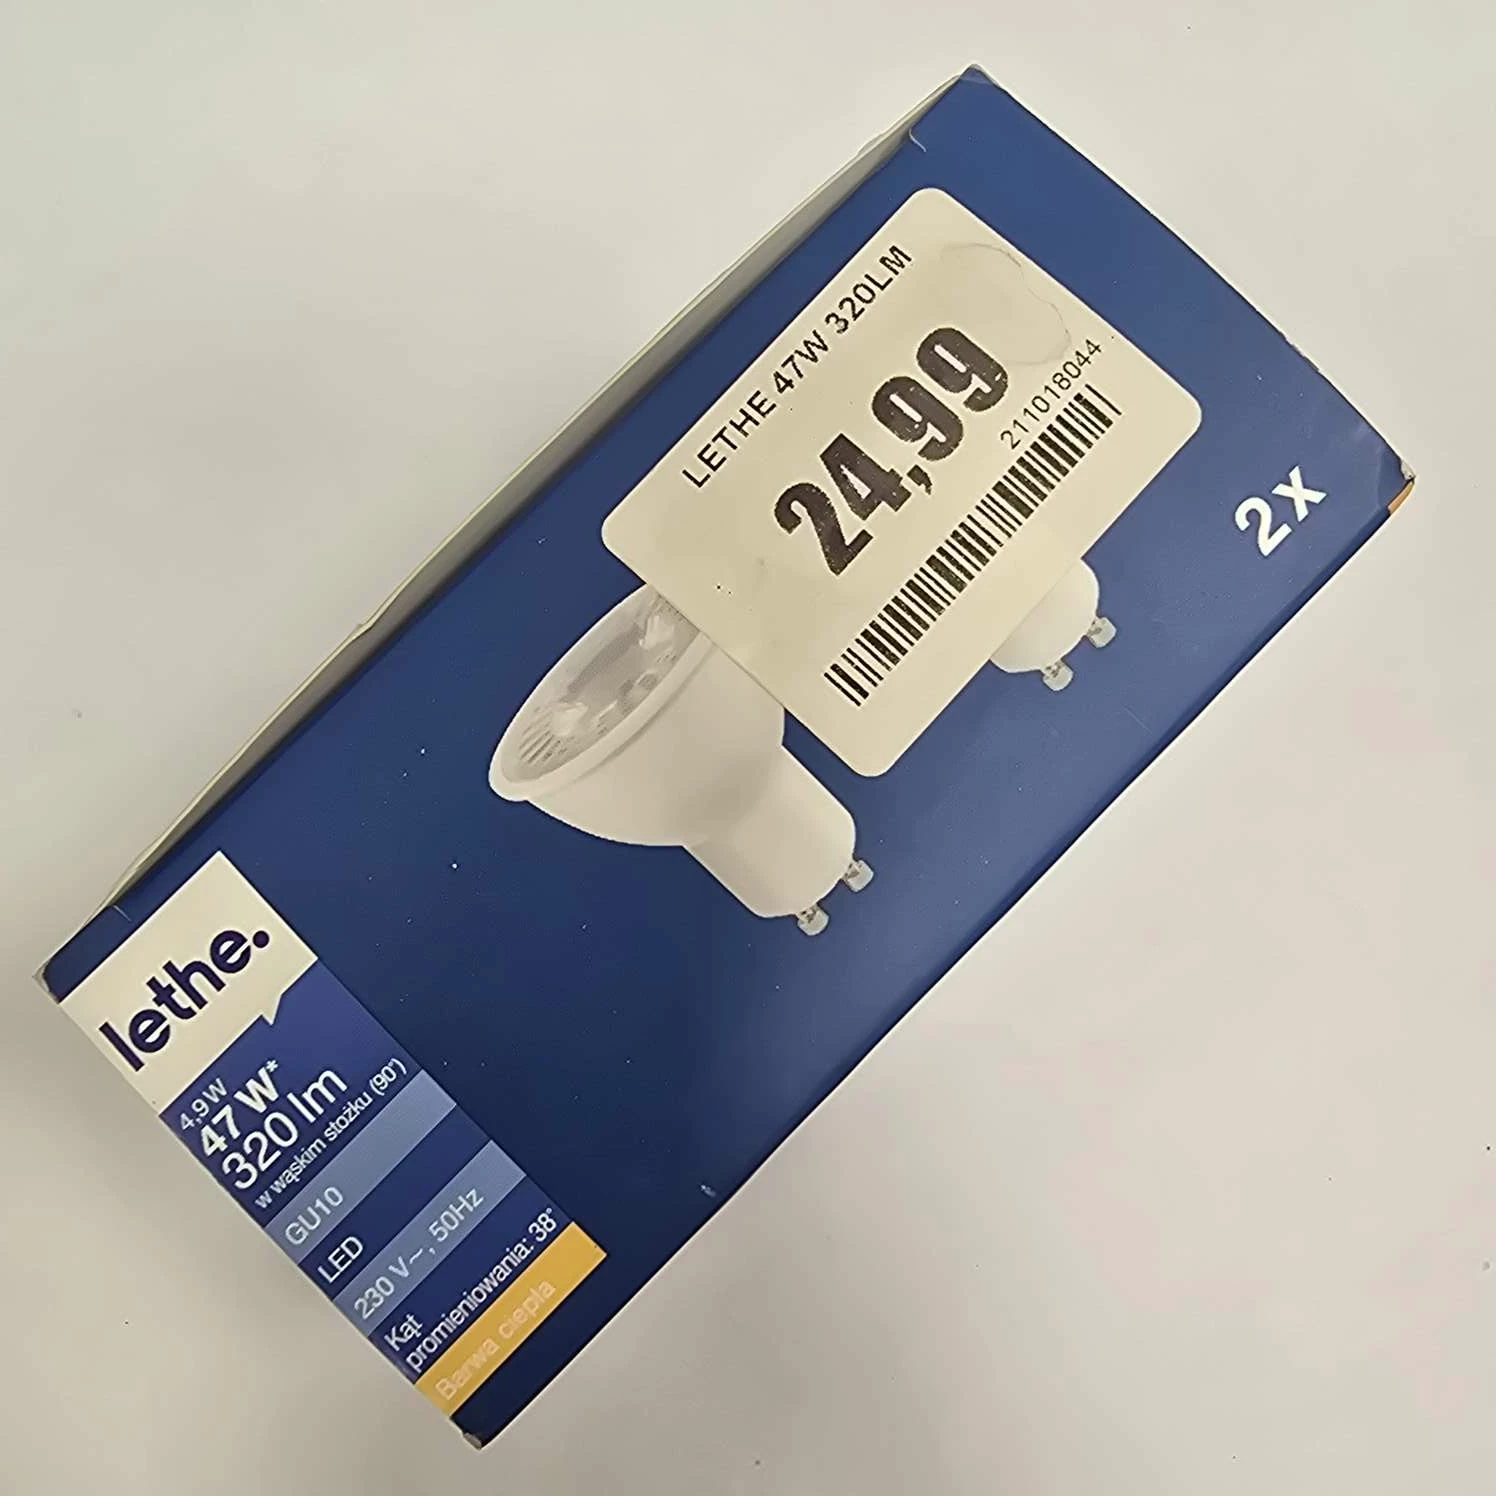 LETHE 47W 320LM
24,99
211018044
2x
lethe.
4,9W
47 W*
320 lm
w wąskim stożku (90°)
GU10
LED
230 V~, 50Hz
Kąt
promieniowania: 38°
Barwa ciepła